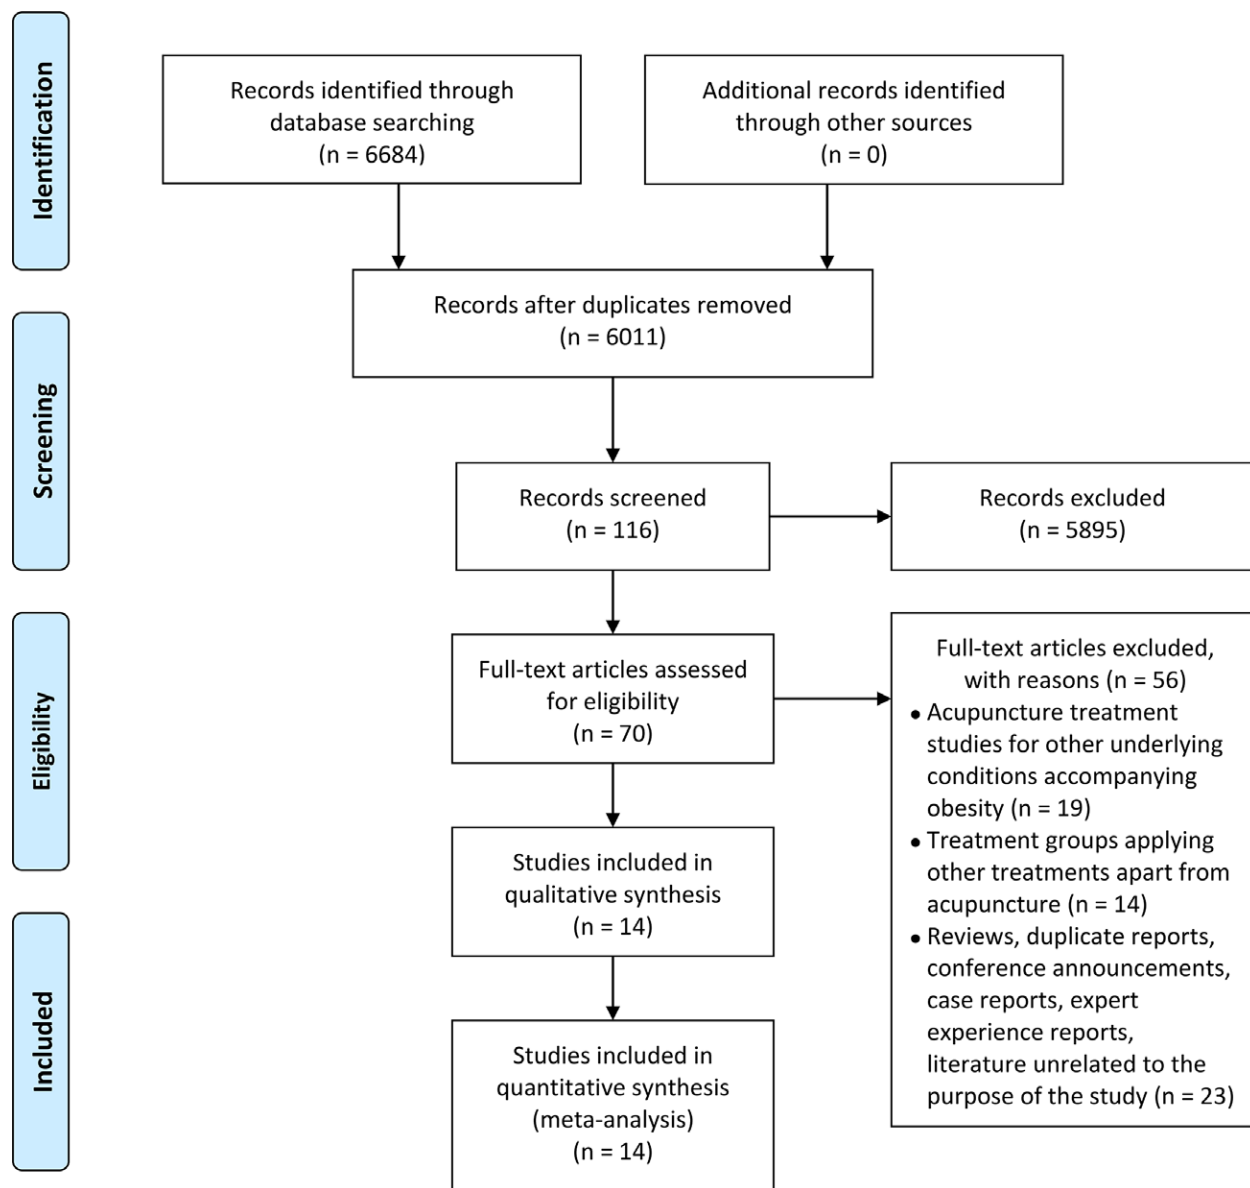 Identification
Records identified through
database searching
(n = 6684)
Additional records identified
through other sources
(n = 0)
Records after duplicates removed
(n = 6011)
Screening
Records screened
(n = 116)
Records excluded
(n = 5895)
Eligibility
Full-text articles assessed
for eligibility
(n = 70)
Full-text articles excluded,
with reasons (n = 56)
• Acupuncture treatment
studies for other underlying
conditions accompanying
obesity (n = 19)
• Treatment groups applying
other treatments apart from
acupuncture (n = 14)
• Reviews, duplicate reports,
conference announcements,
case reports, expert
experience reports,
literature unrelated to the
purpose of the study (n = 23)
Studies included in
qualitative synthesis
(n = 14)
Included
Studies included in
quantitative synthesis
(meta-analysis)
(n = 14)